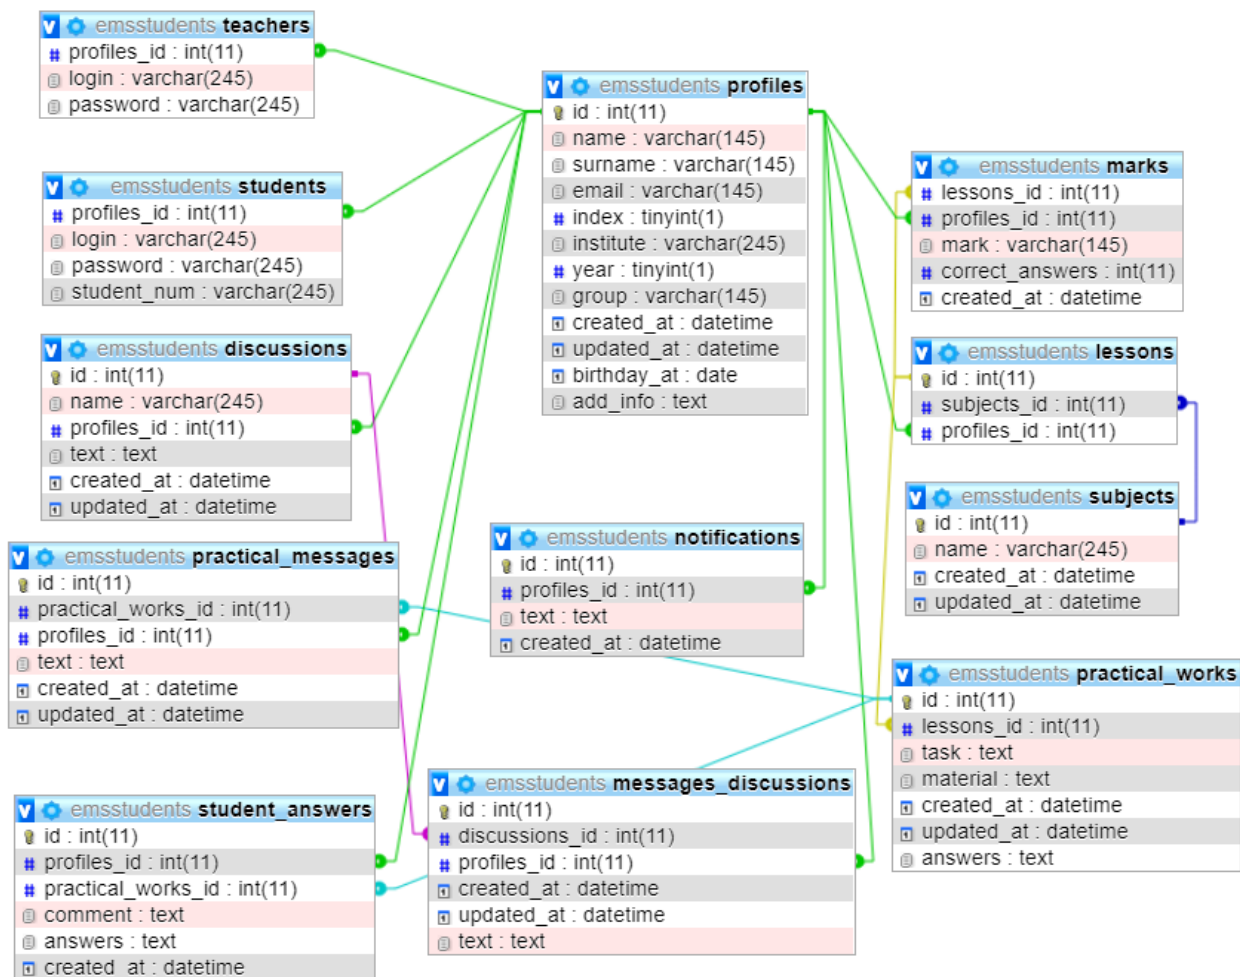 emsstudents teachers
profiles_id : int(11)
login : varchar(245)
password : varchar(245)
emsstudents students
profiles_id : int(11)
login : varchar(245)
password : varchar(245)
student_num : varchar(245)
emsstudents discussions
id : int(11)
name : varchar(245)
profiles_id : int(11)
text : text
created_at : datetime
updated_at : datetime
emsstudents practical_messages
id : int(11)
practical_works_id : int(11)
profiles_id : int(11)
text : text
created_at : datetime
updated_at : datetime
emsstudents student_answers
id : int(11)
profiles_id : int(11)
practical_works_id : int(11)
comment : text
answers : text
created_at : datetime
emsstudents profiles
id : int(11)
name : varchar(145)
surname : varchar(145)
email : varchar(145)
index : tinyint(1)
institute : varchar(245)
year : tinyint(1)
group : varchar(145)
created_at : datetime
updated_at : datetime
birthday_at : date
add_info : text
emsstudents notifications
id : int(11)
profiles_id : int(11)
text : text
created_at : datetime
emsstudents messages_discussions
id : int(11)
discussions_id : int(11)
profiles_id : int(11)
created_at : datetime
updated_at : datetime
text : text
emsstudents marks
lessons_id : int(11)
profiles_id : int(11)
mark : varchar(145)
correct_answers : int(11)
created_at : datetime
emsstudents lessons
id : int(11)
subjects_id : int(11)
profiles_id : int(11)
emsstudents subjects
id : int(11)
name : varchar(245)
created_at : datetime
updated_at : datetime
emsstudents practical_works
id : int(11)
lessons_id : int(11)
task : text
material : text
created_at : datetime
updated_at : datetime
answers : text